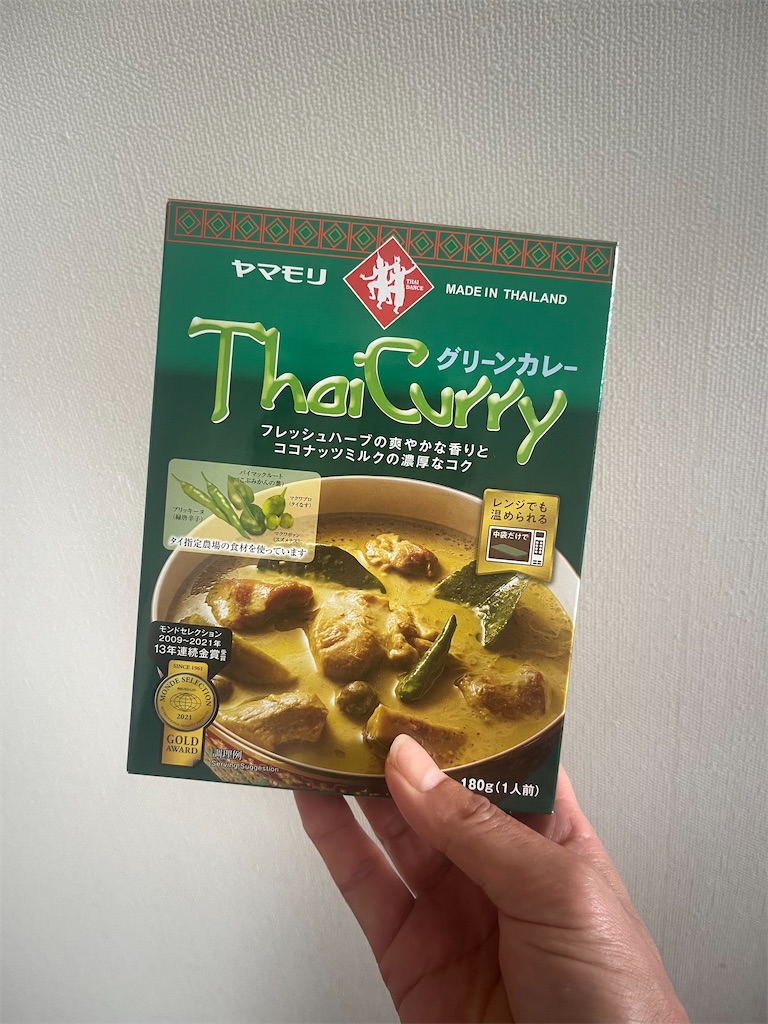 ヤマモリ
THAI
DANCE
MADE IN THAILAND
Thai Curry
グリーンカレー
フレッシュハーブの爽やかな香りと
ココナッツミルクの濃厚なコク
バイマックルート
(こぶみかんの葉)
プリッキーヌ
(緑唐辛子)
マクワプロ
(タイなす)
タイ指定農場の食材を使っています
レンジでも
温められる
中袋だけで
モンドセレクション
2009~2021年
13年連続金賞受賞
SINCE 1961
MONDE SELECTION
2021
GOLD
AWARD
調理例
Serving Suggestion
180g(1人前)